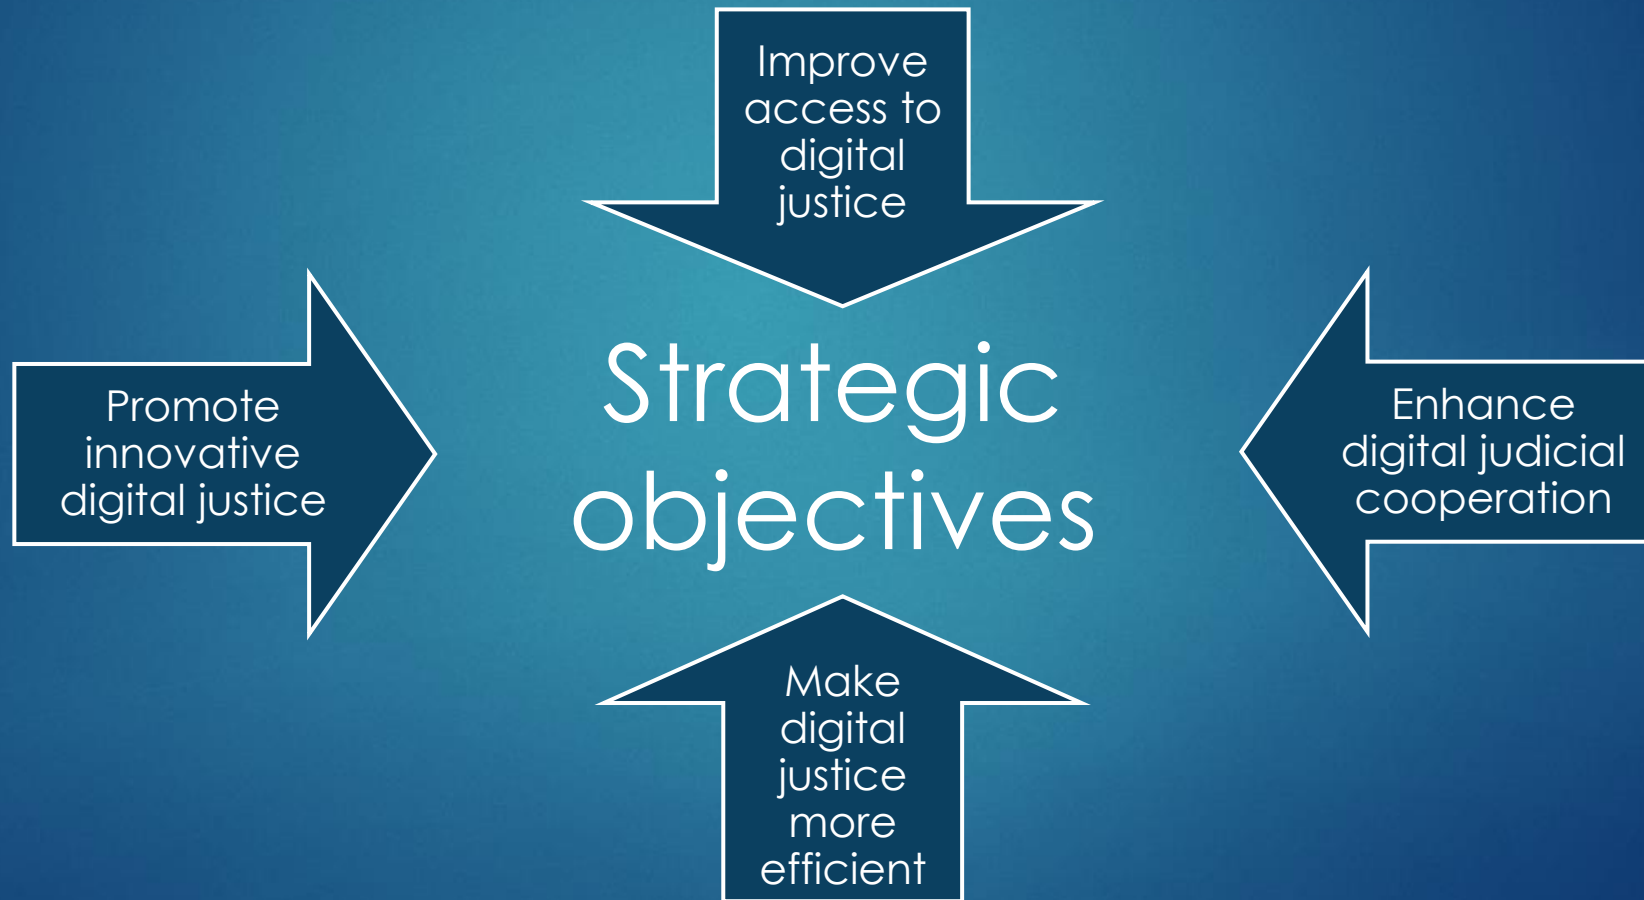 Improve
access to
digital
justice
Promote
innovative
digital justice
Strategic
objectives
Enhance
digital judicial
cooperation
Make
digital
justice
more
efficient